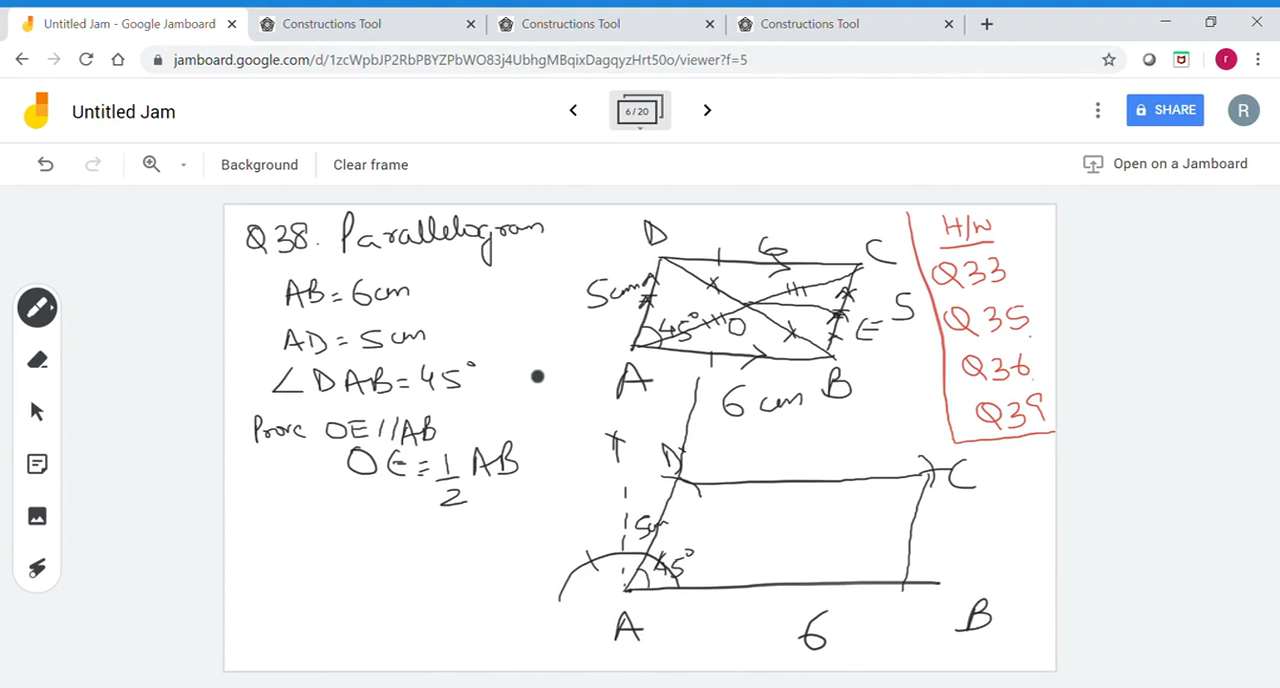 Untitled Jam - Google Jamboard
Constructions Tool
Constructions Tool
Constructions Tool
jamboard.google.com/d/1zcWpbJP2RbPBYZPbWO83j4UbhgMBqixDagqyzHrt50o/viewer?f=5
r
Untitled Jam
6 / 20
SHARE
R
Background
Clear frame
Open on a Jamboard
Q38. Parallelogram
AB = 6cm
AD = 5cm
∠DAB = 45°
Prove OE//AB
OE = 1/2 AB
D
6
C
5cm
45°
O
5
E
A
6 cm
B
H/W
Q33
Q35
Q36
Q39
D
C
5cm
45°
A
6
B